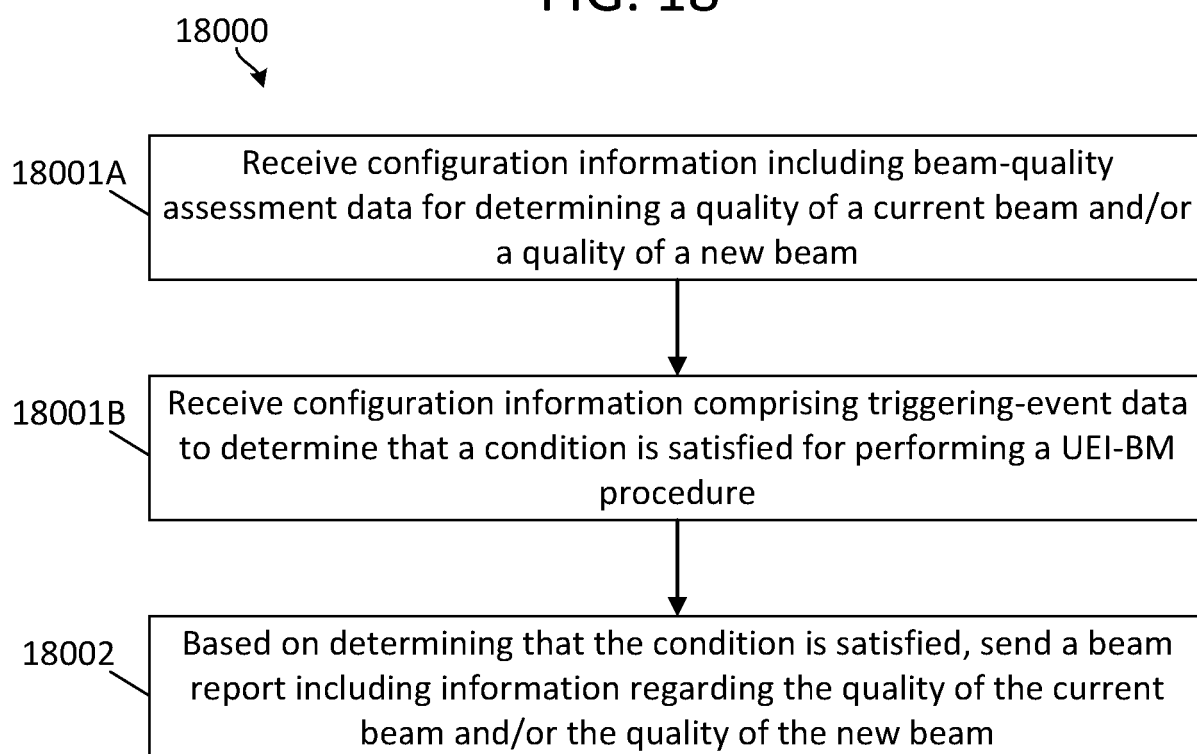 FIG. 18
18000
18001A
Receive configuration information including beam-quality
assessment data for determining a quality of a current beam and/or
a quality of a new beam
18001B
Receive configuration information comprising triggering-event data
to determine that a condition is satisfied for performing a UEI-BM
procedure
18002
Based on determining that the condition is satisfied, send a beam
report including information regarding the quality of the current
beam and/or the quality of the new beam